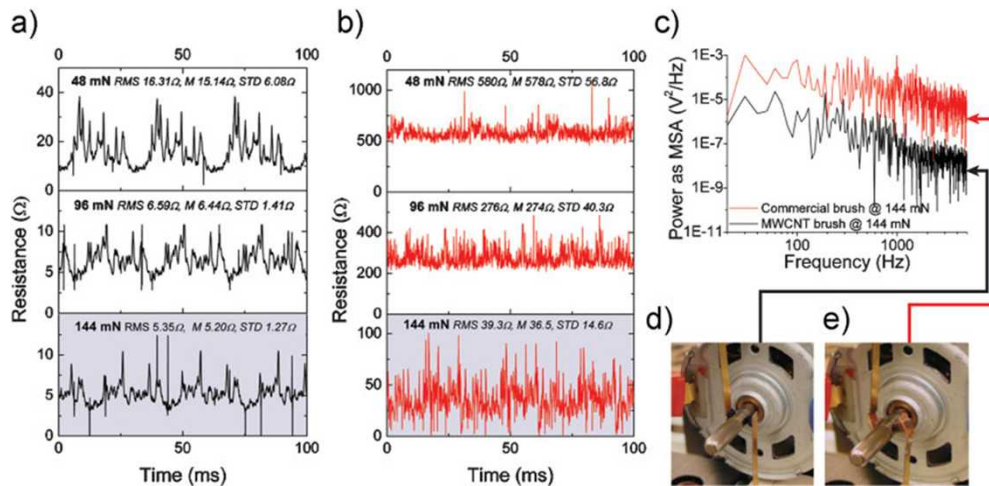 a)
0 50 100
48 mN RMS 16.31Ω, M 15.14Ω, STD 6.08Ω
40
20
0
96 mN RMS 6.59Ω, M 6.44Ω, STD 1.41Ω
10
5
0
144 mN RMS 5.35Ω, M 5.20Ω, STD 1.27Ω
10
5
0
0 50 100
Resistance (Ω)
Time (ms)
b)
0 50 100
48 mN RMS 580Ω, M 578Ω, STD 56.8Ω
1000
500
0
96 mN RMS 276Ω, M 274Ω, STD 40.3Ω
400
200
0
144 mN RMS 39.3Ω, M 36.5, STD 14.6Ω
100
50
0
0 50 100
Resistance (Ω)
Time (ms)
c)
1E-3
1E-5
1E-7
1E-9
1E-11
Power as MSA (V²/Hz)
Commercial brush @ 144 mN
MWCNT brush @ 144 mN
100 1000
Frequency (Hz)
d)
e)